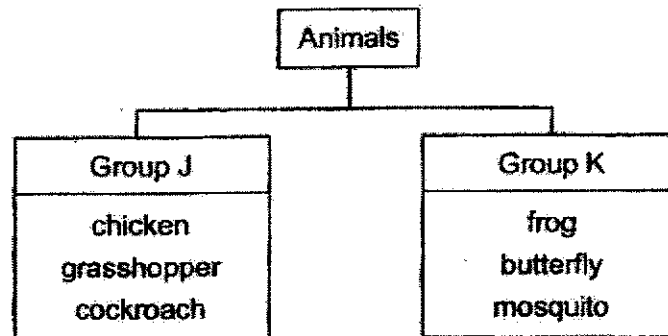 Animals
Group J
chicken
grasshopper
cockroach
Group K
frog
butterfly
mosquito